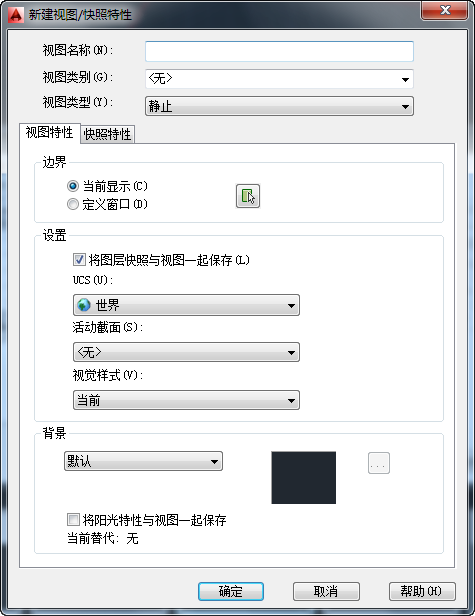 新建视图/快照特性
视图名称(N):
视图类别(G): <无>
视图类型(Y): 静止
视图特性 快照特性
边界
当前显示(C)
定义窗口(D)
设置
将图层快照与视图一起保存(L)
UCS(U):
世界
活动截面(S):
<无>
视觉样式(V):
当前
背景
默认 ...
将阳光特性与视图一起保存
当前替代: 无
确定 取消 帮助(H)